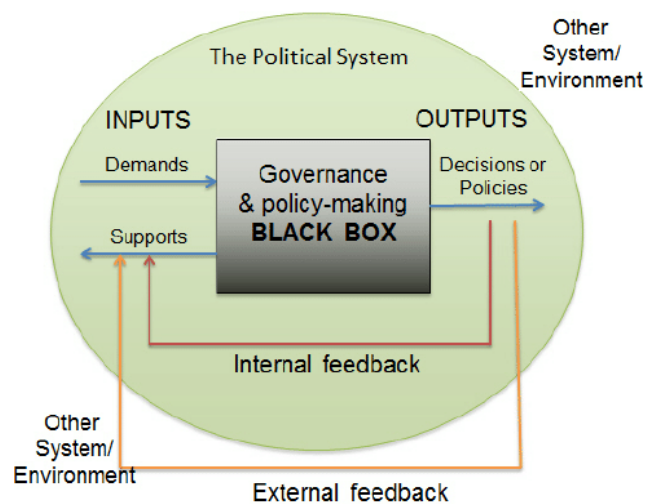 Other
System/
Environment
The Political System
INPUTS
OUTPUTS
Demands
Governance
& policy-making
BLACK BOX
Decisions or
Policies
Supports
Internal feedback
Other
System/
Environment
External feedback